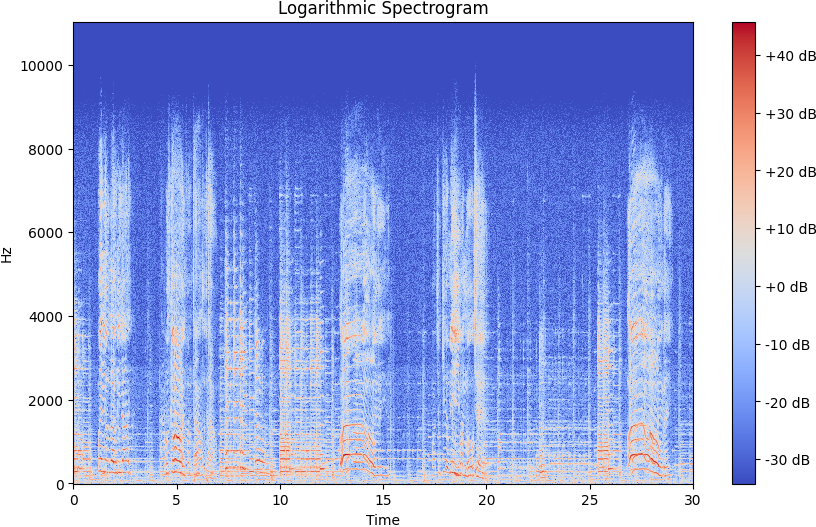 Logarithmic Spectrogram
Hz
10000
8000
6000
4000
2000
0
0 5 10 15 20 25 30
Time
+40 dB
+30 dB
+20 dB
+10 dB
+0 dB
-10 dB
-20 dB
-30 dB